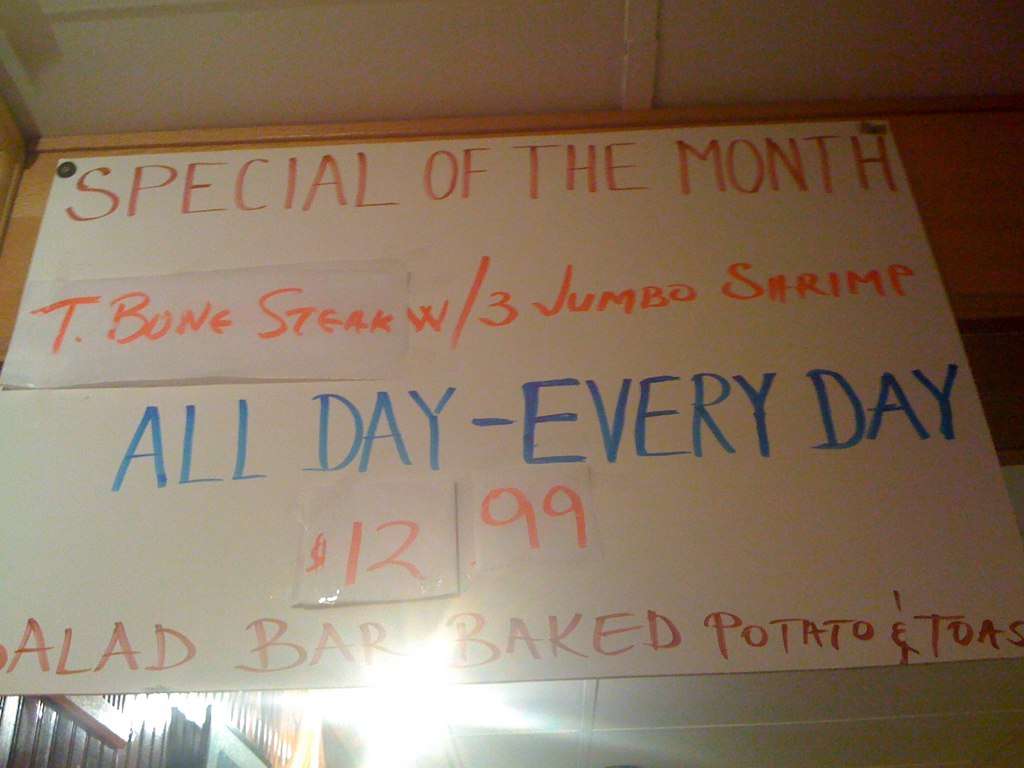 SPECIAL OF THE MONTH
T. BONE STEAK W/3 JUMBO SHRIMP
ALL DAY - EVERY DAY
$12.99
SALAD BAR BAKED POTATO & TOAS